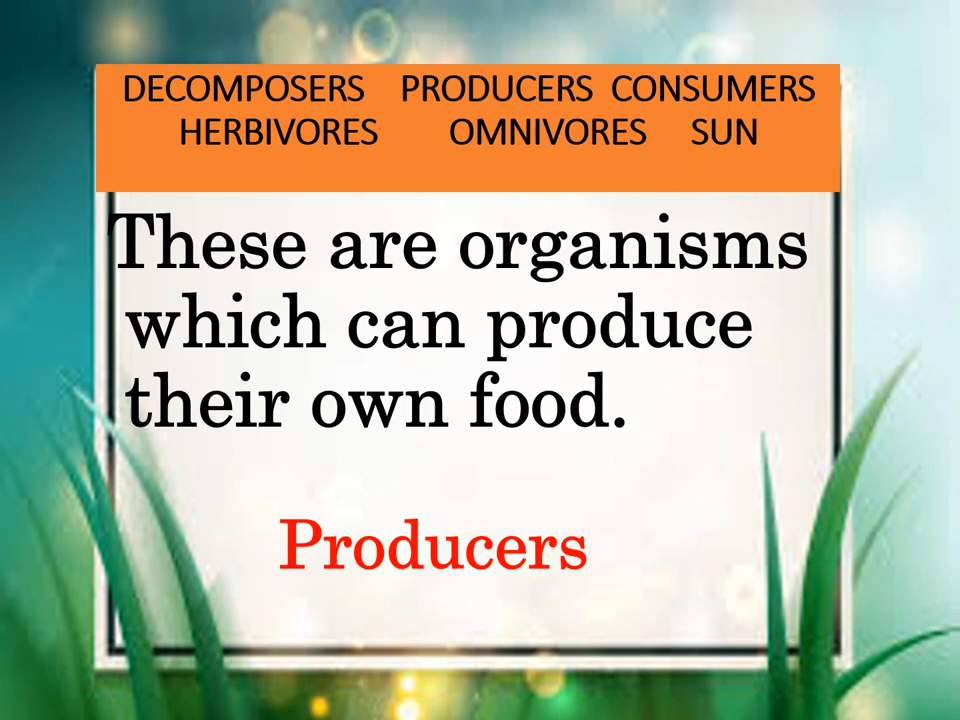 DECOMPOSERS PRODUCERS CONSUMERS
HERBIVORES OMNIVORES SUN
These are organisms
which can produce
their own food.
Producers